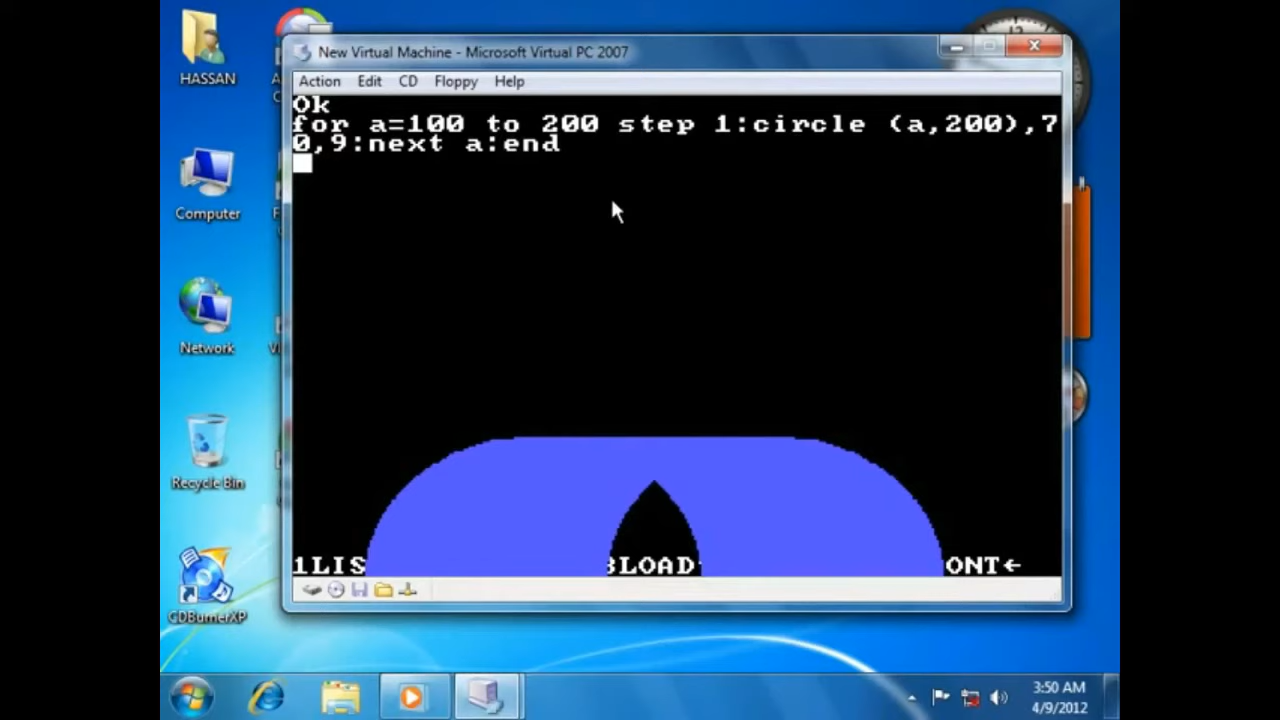 HASSAN
Computer
Network
Recycle Bin
CDBurnerXP
New Virtual Machine - Microsoft Virtual PC 2007
Action Edit CD Floppy Help
Ok
for a=100 to 200 step 1:circle (a,200),7
0,9:next a:end
1LIS LOAD ONT←
3:50 AM
4/9/2012